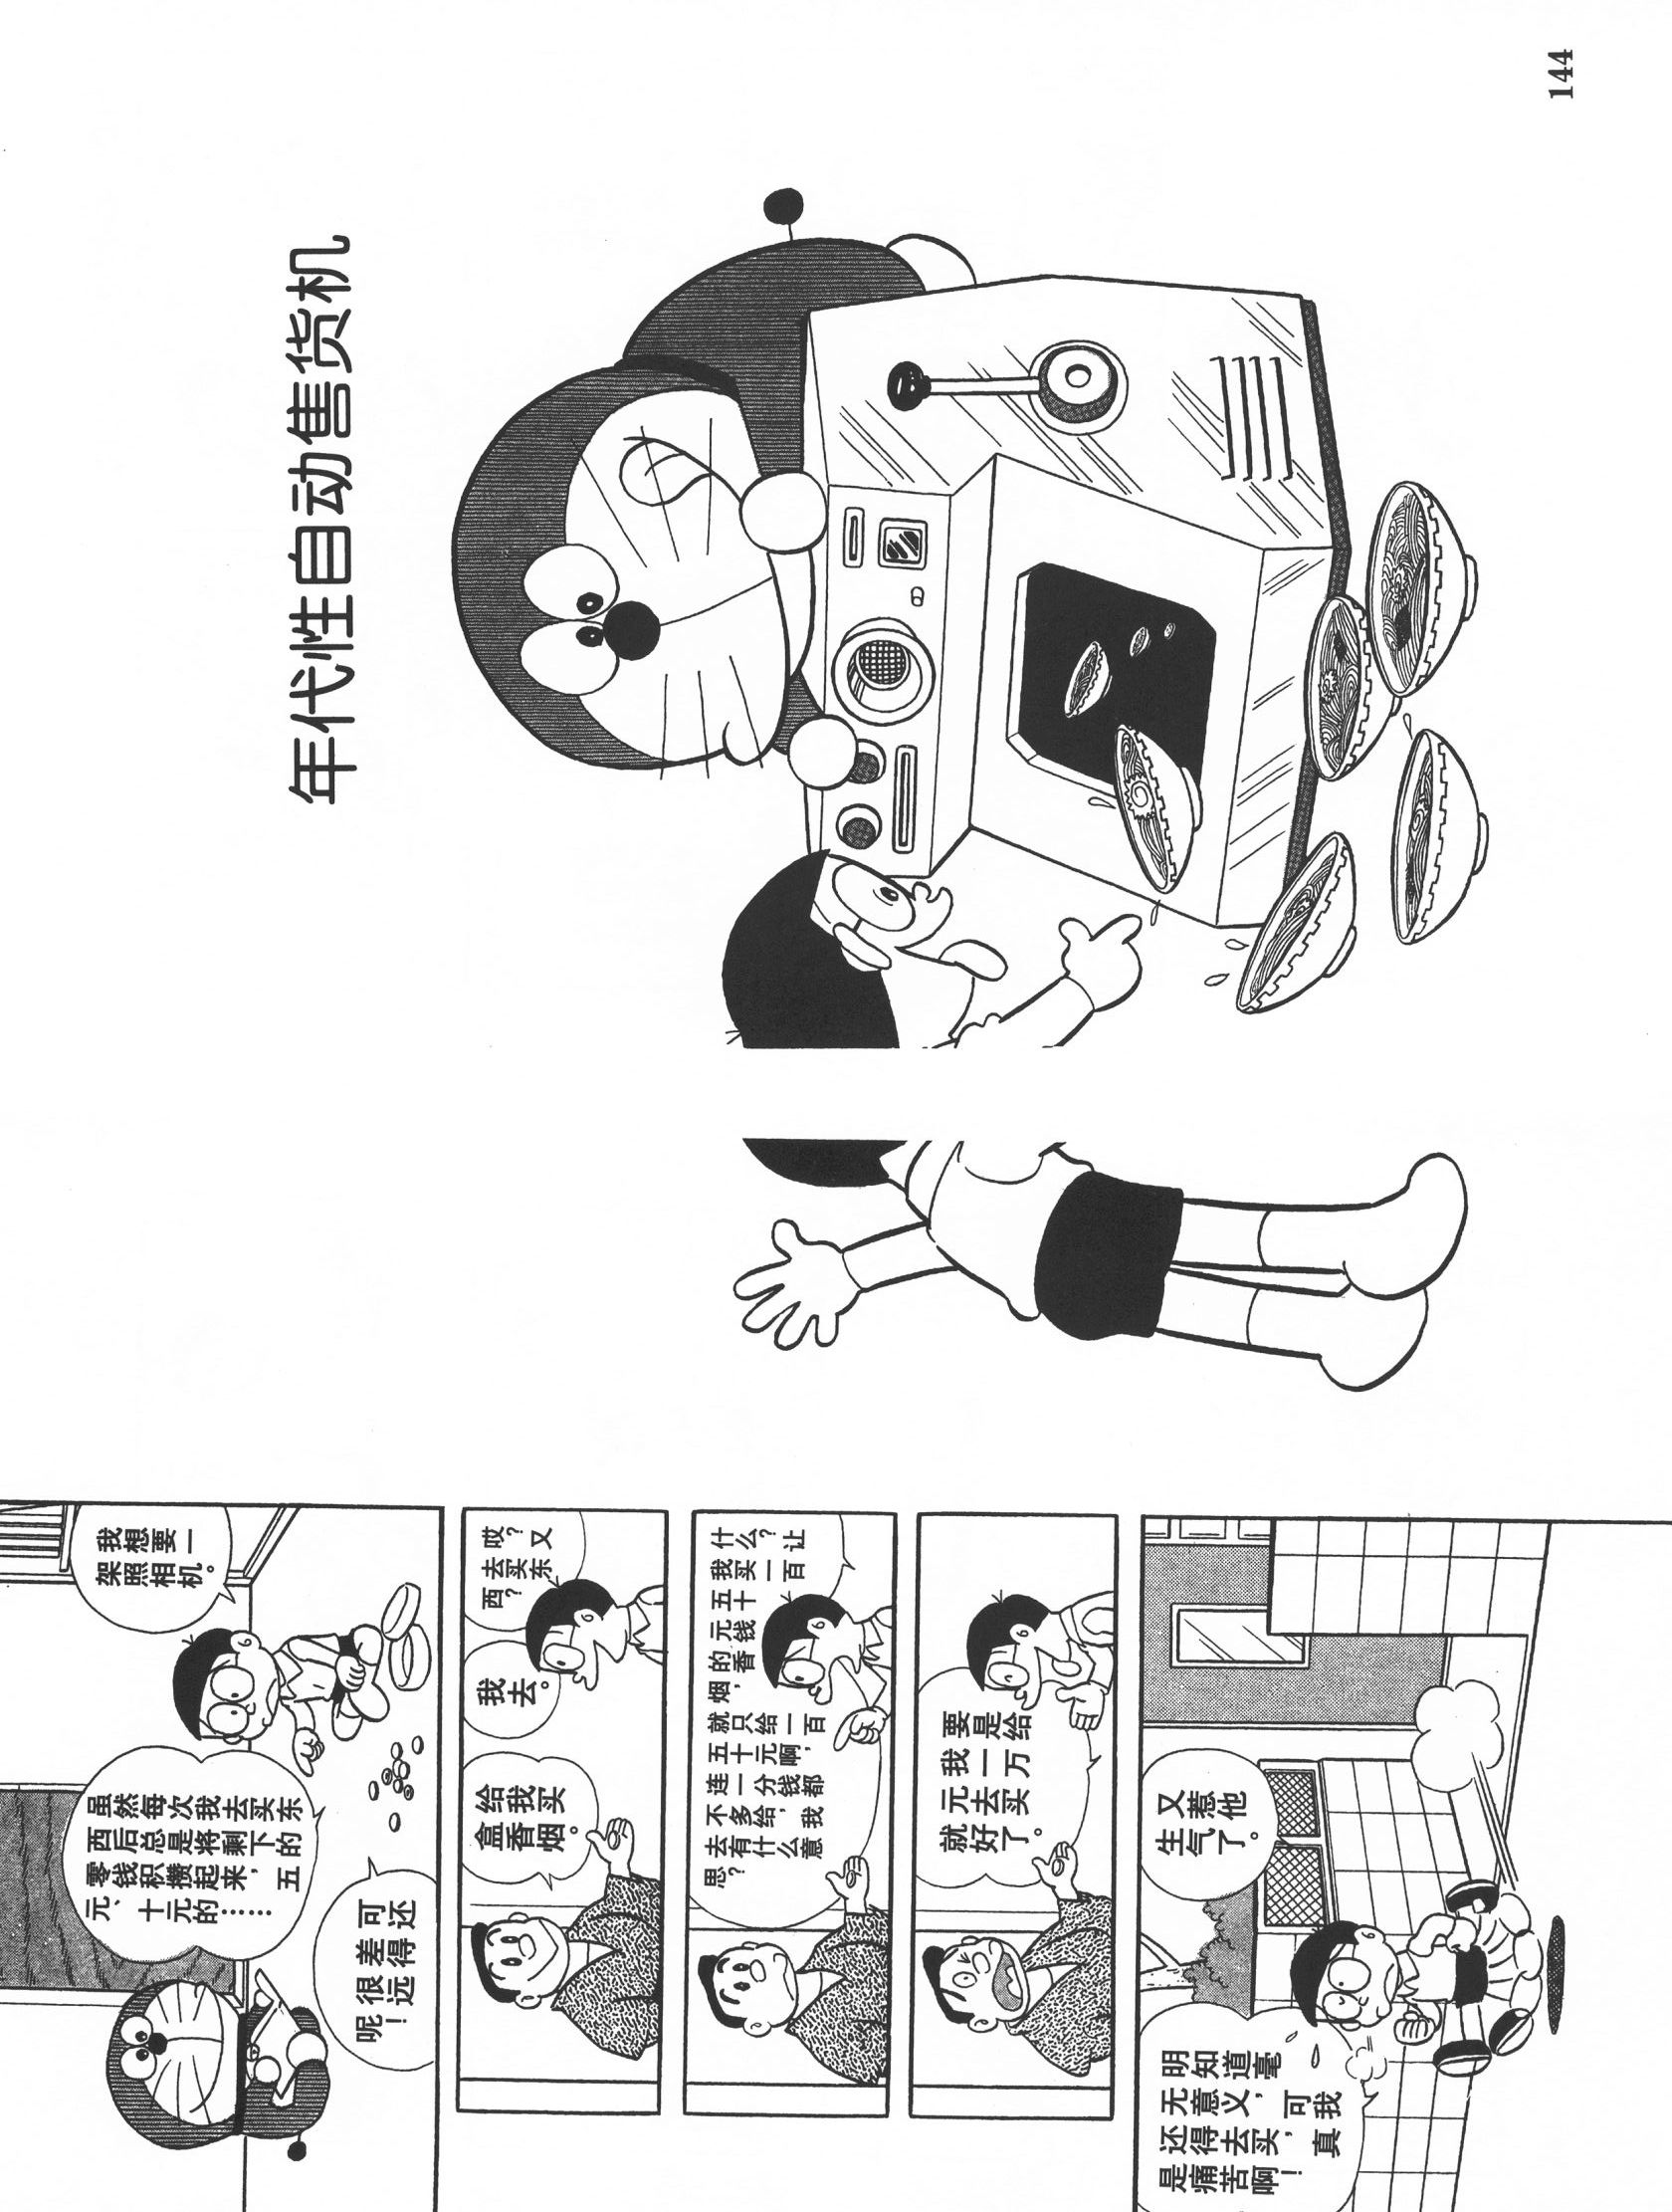 年代性自动售货机
144
我想要一
架照相机。
虽然每次我去买东
西后总是将剩下的
零钱积攒起来，五
元、十元的……
可还
差得
很远
呢！
哎？又
去买东
西？
我
去。
给我买
盒香烟。
什么？让
我买一百
五十
元钱
的香
烟，
就只给一百
五十元啊，
连一分钱都
不多给，我
去有什么意
思？
要是给
我一万
元去买
就好了。
又惹他
生气了。
明知道毫
无意义，可我
还得去买，真
是痛苦啊！